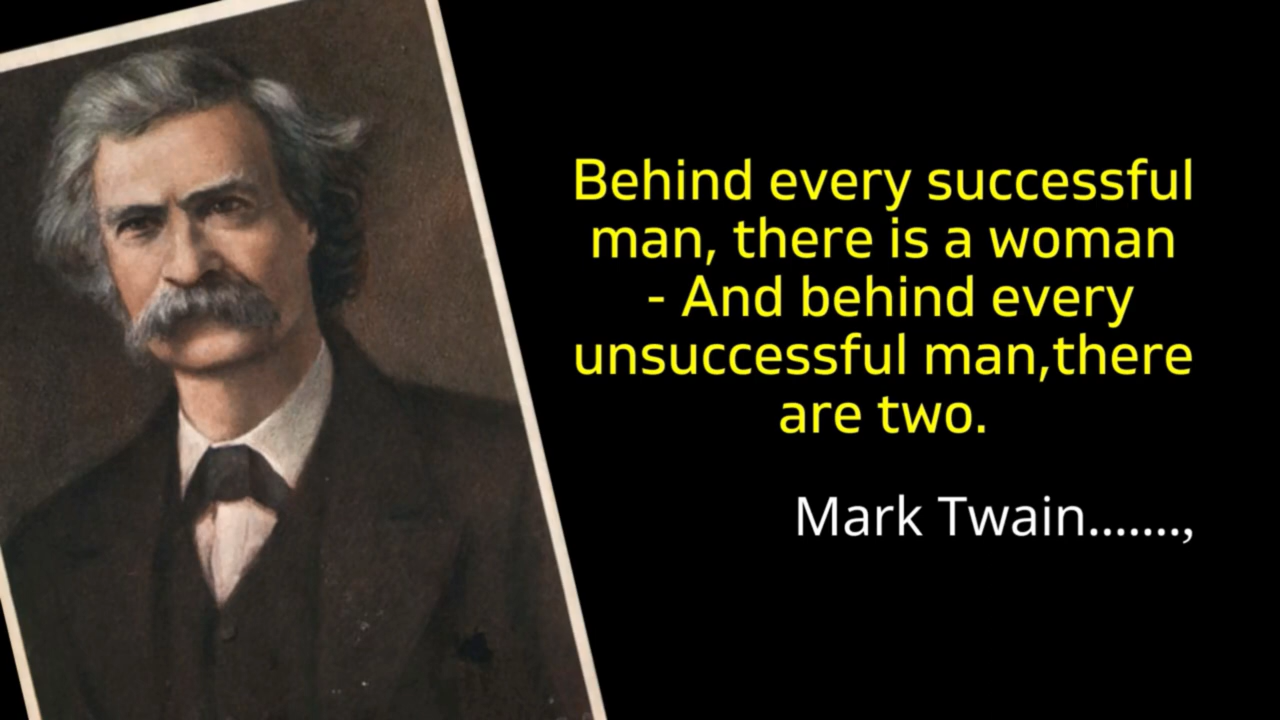 Behind every successful
man, there is a woman
- And behind every
unsuccessful man,there
are two.
Mark Twain.......,